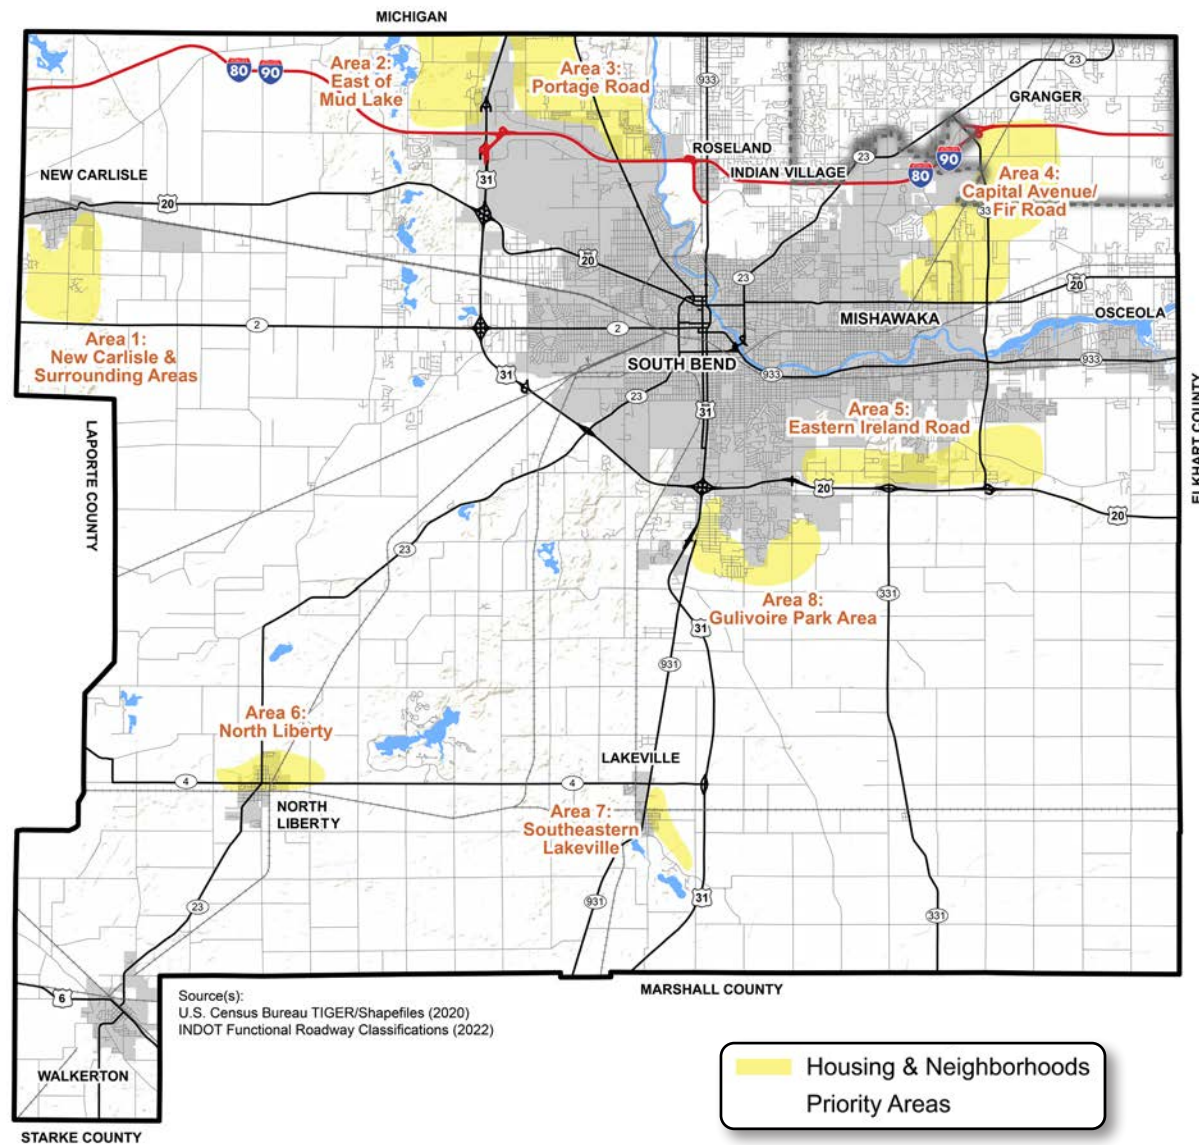 MICHIGAN
Area 2:
East of
Mud Lake
Area 3:
Portage Road
933
23
GRANGER
80 90
ROSELAND
INDIAN VILLAGE
23
80 90
NEW CARLISLE
20
31
Area 4:
Capital Avenue/
Fir Road
20
23
20
OSCEOLA
MISHAWAKA
Area 1:
New Carlisle &
Surrounding Areas
2
2
SOUTH BEND
933
933
31
23
31
Area 5:
Eastern Ireland Road
LAPORTE COUNTY
ELKHART COUNTY
20
20
23
331
Area 8:
Gulivoire Park Area
31
931
Area 6:
North Liberty
LAKEVILLE
4
4
NORTH
LIBERTY
Area 7:
Southeastern
Lakeville
23
931
31
331
6
Source(s):
U.S. Census Bureau TIGER/Shapefiles (2020)
INDOT Functional Roadway Classifications (2022)
MARSHALL COUNTY
WALKERTON
STARKE COUNTY
Housing & Neighborhoods
Priority Areas